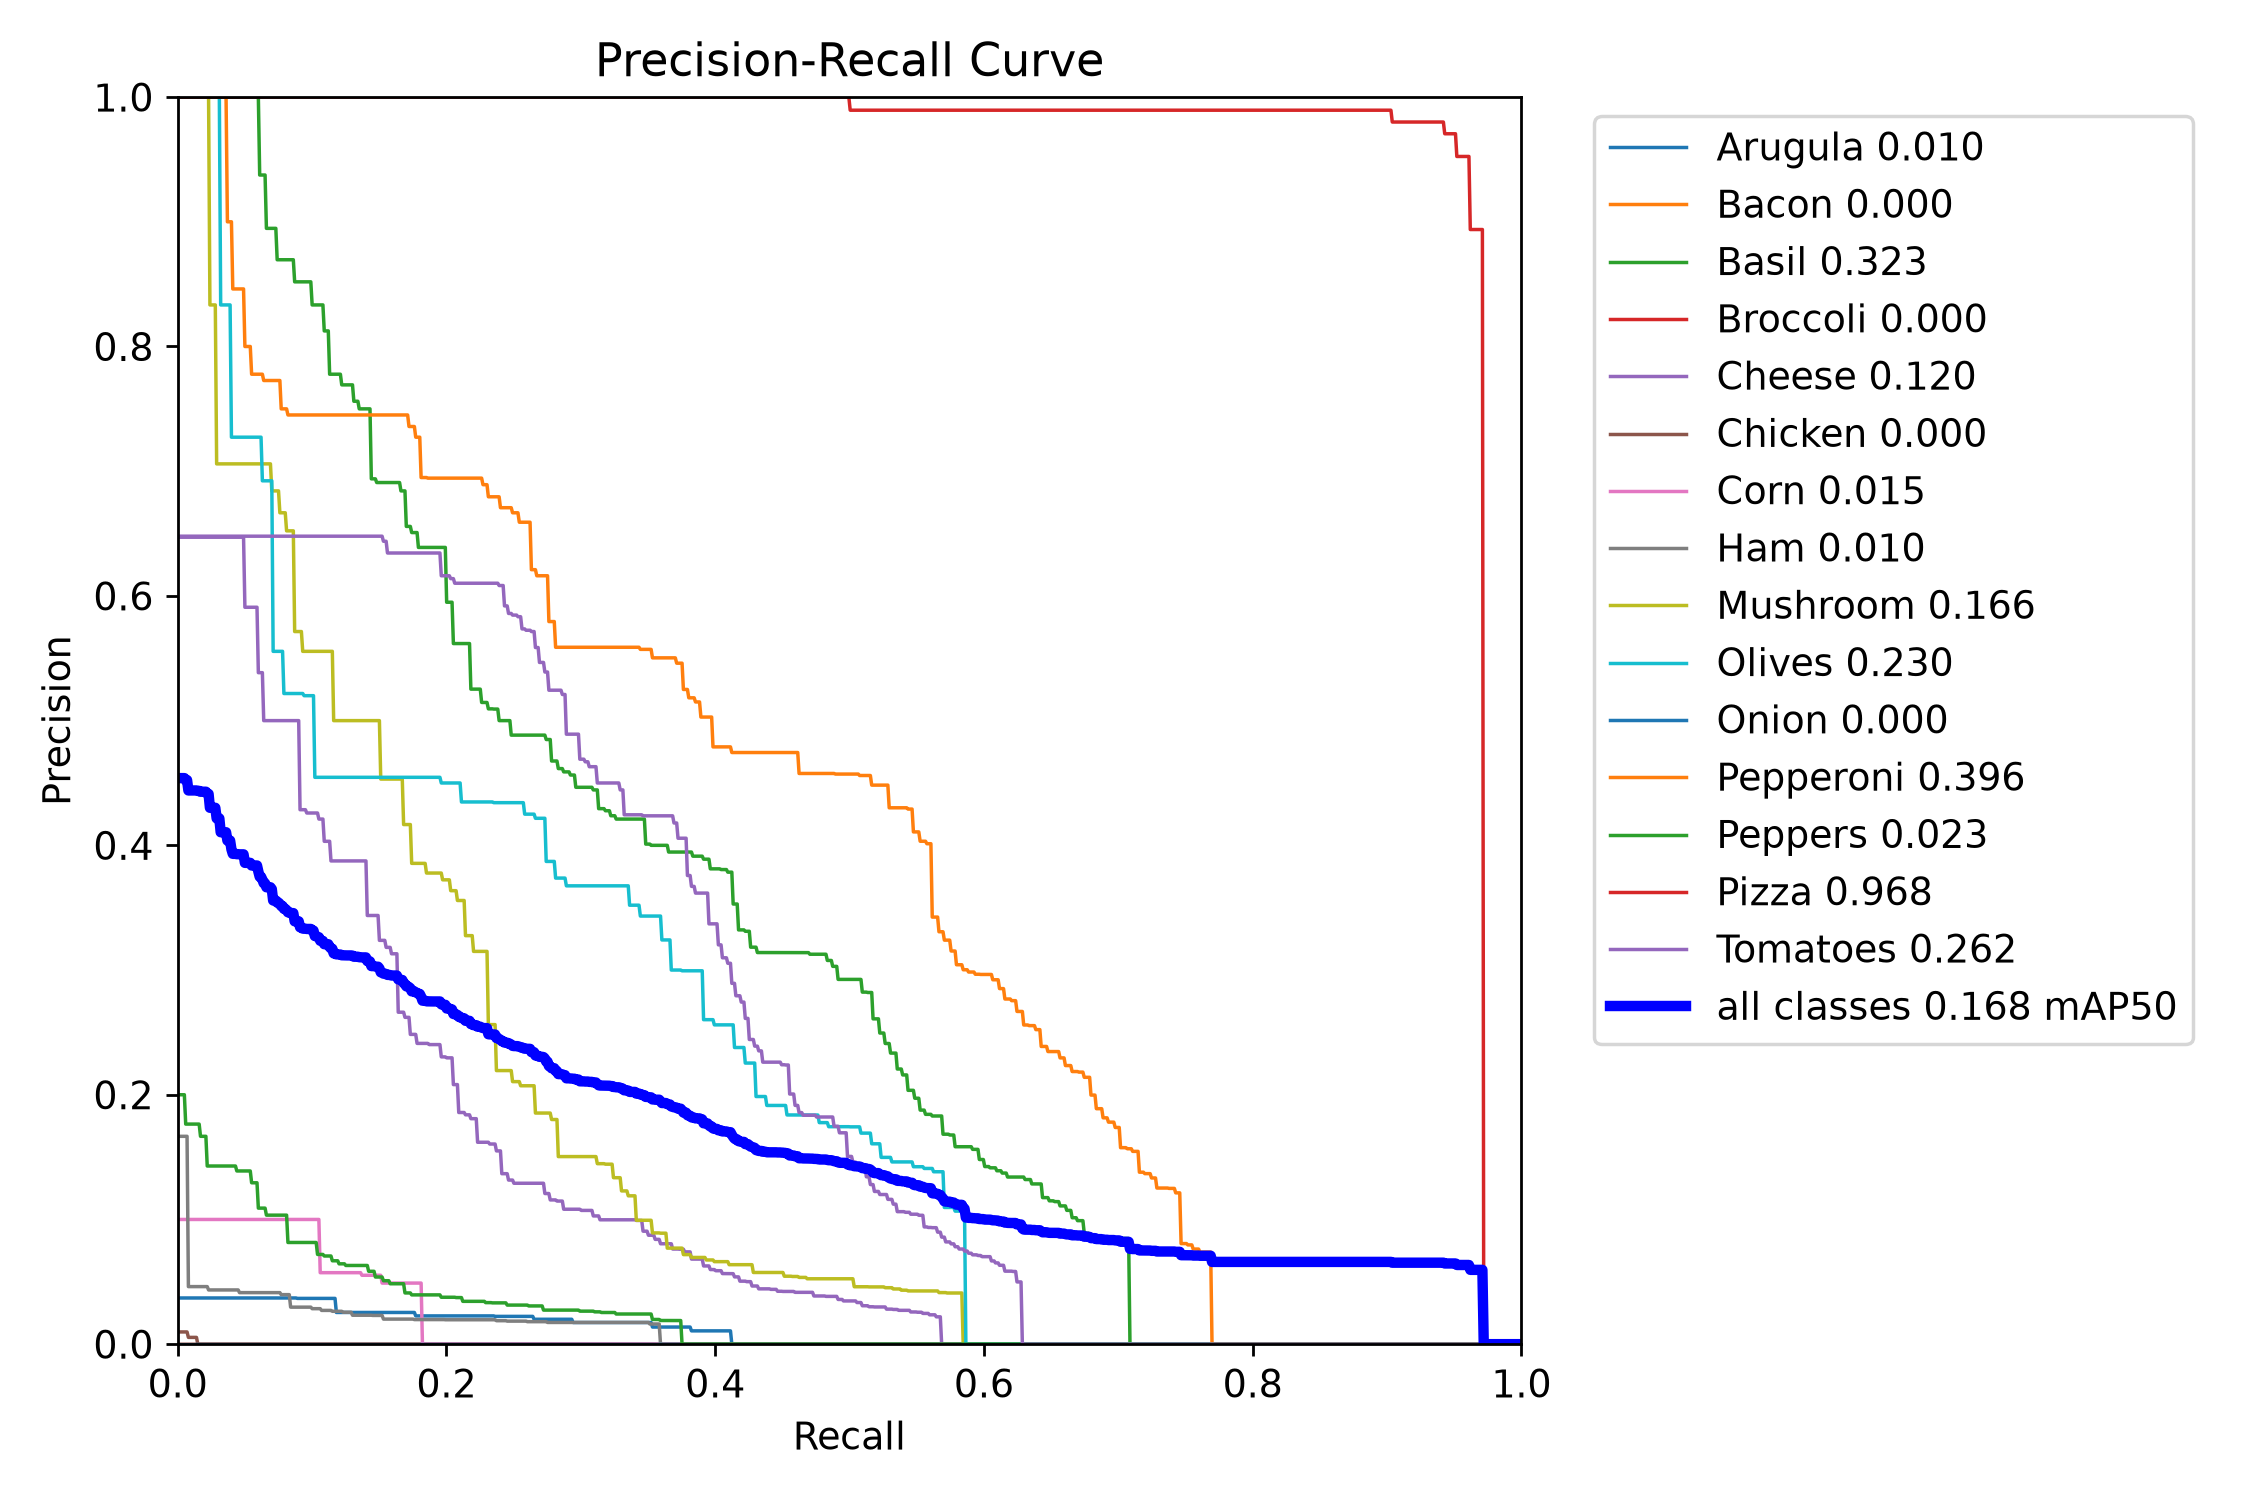 Precision-Recall Curve
1.0
0.8
0.6
0.4
0.2
0.0
Precision
0.0 0.2 0.4 0.6 0.8 1.0
Recall
Arugula 0.010
Bacon 0.000
Basil 0.323
Broccoli 0.000
Cheese 0.120
Chicken 0.000
Corn 0.015
Ham 0.010
Mushroom 0.166
Olives 0.230
Onion 0.000
Pepperoni 0.396
Peppers 0.023
Pizza 0.968
Tomatoes 0.262
all classes 0.168 mAP50